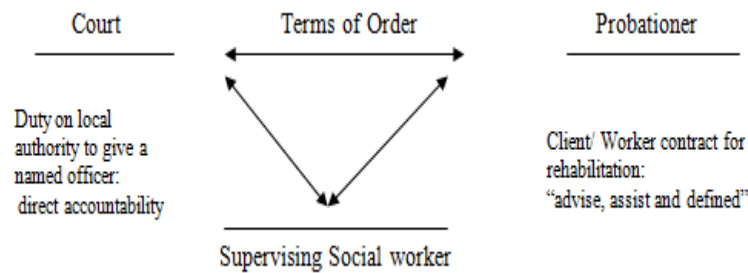 Court
Terms of Order
Probationer
Duty on local
authority to give a
named officer:
direct accountability
Client/ Worker contract for
rehabilitation:
“advise, assist and defined”
Supervising Social worker